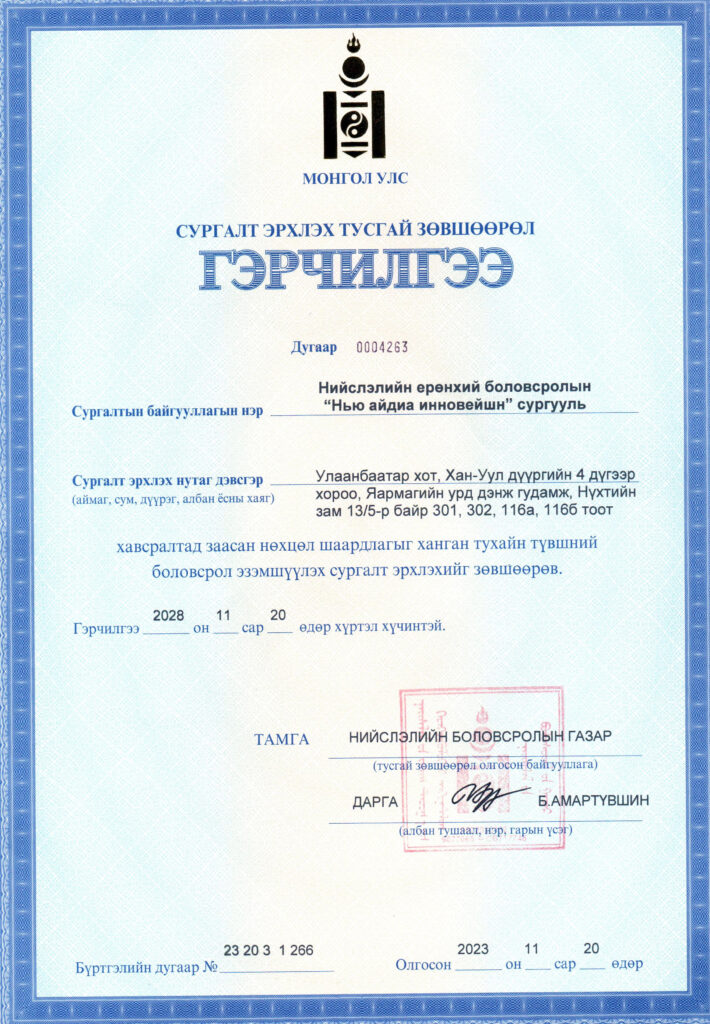 МОНГОЛ УЛС
СУРГАЛТ ЭРХЛЭХ ТУСГАЙ ЗӨВШӨӨРӨЛ
ГЭРЧИЛГЭЭ
Дугаар 0004263
Нийслэлийн ерөнхий боловсролын
Сургалтын байгууллагын нэр “Нью айдиа инновейшн” сургууль
Сургалт эрхлэх нутаг дэвсгэр Улаанбаатар хот, Хан-Уул дүүргийн 4 дүгээр
(аймаг, сум, дүүрэг, албан ёсны хаяг) хороо, Яармагийн урд дэнж гудамж, Нүхтийн
зам 13/5-р байр 301, 302, 116а, 116б тоот
хавсралтад заасан нөхцөл шаардлагыг ханган тухайн түвшний
боловсрол эзэмшүүлэх сургалт эрхлэхийг зөвшөөрөв.
Гэрчилгээ 2028 он 11 сар 20 өдөр хүртэл хүчинтэй.
ТАМГА НИЙСЛЭЛИЙН БОЛОВСРОЛЫН ГАЗАР
(тусгай зөвшөөрөл олгосон байгууллага)
ДАРГА Б.АМАРТҮВШИН
(албан тушаал, нэр, гарын үсэг)
Бүртгэлийн дугаар № 23 20 3 1 266 Олгосон 2023 он 11 сар 20 өдөр